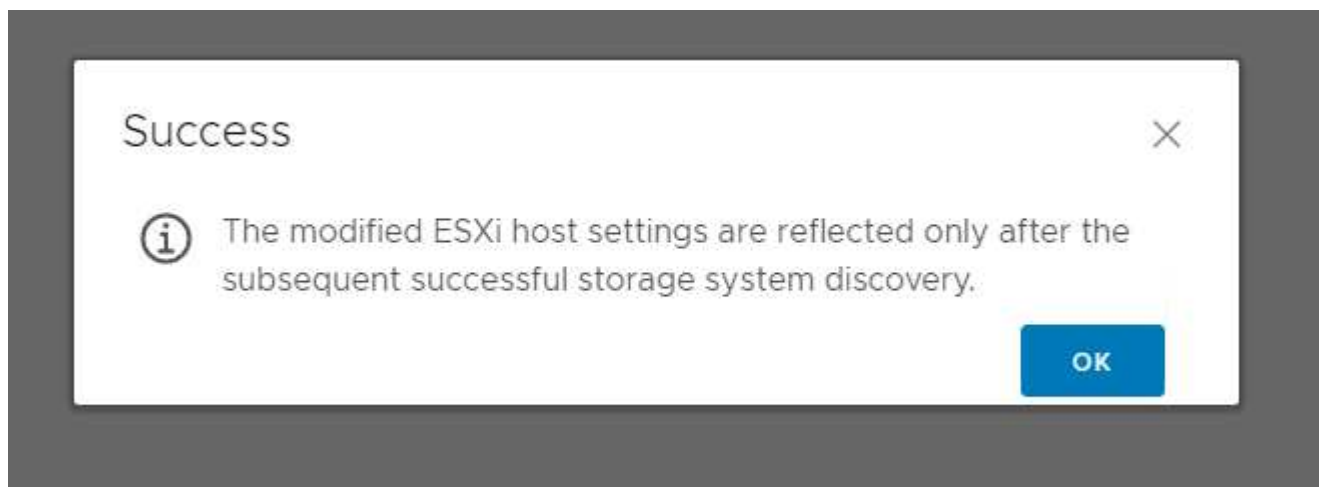 Success
The modified ESXi host settings are reflected only after the
subsequent successful storage system discovery.
OK